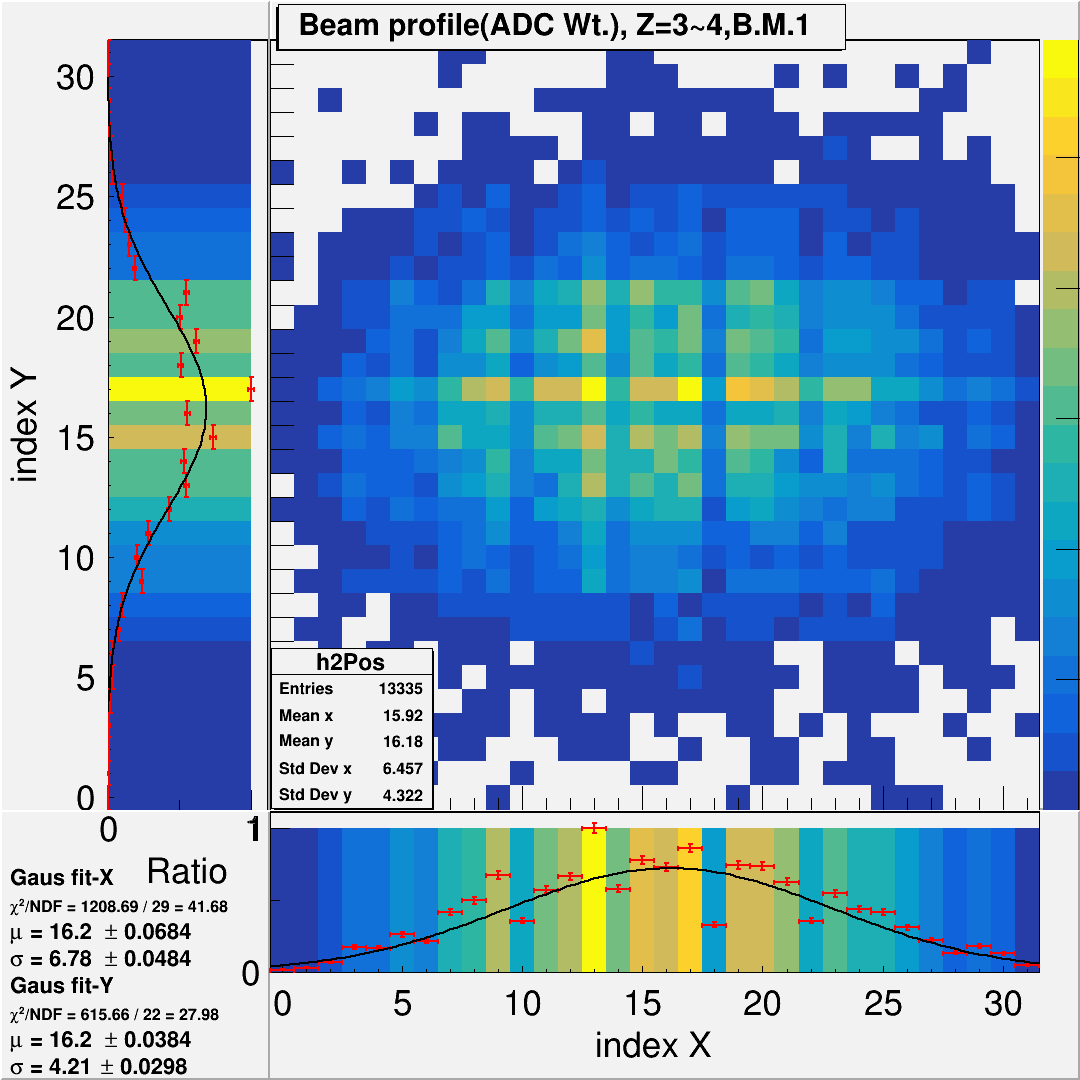 Beam profile(ADC Wt.), Z=3~4,B.M.1
30
25
20
15
10
5
0
index Y
0
1
Ratio
h2Pos
Entries 13335
Mean x 15.92
Mean y 16.18
Std Dev x 6.457
Std Dev y 4.322
1
0
0 5 10 15 20 25 30
index X
Gaus fit-X
χ²/NDF = 1208.69 / 29 = 41.68
μ = 16.2 ± 0.0684
σ = 6.78 ± 0.0484
Gaus fit-Y
χ²/NDF = 615.66 / 22 = 27.98
μ = 16.2 ± 0.0384
σ = 4.21 ± 0.0298